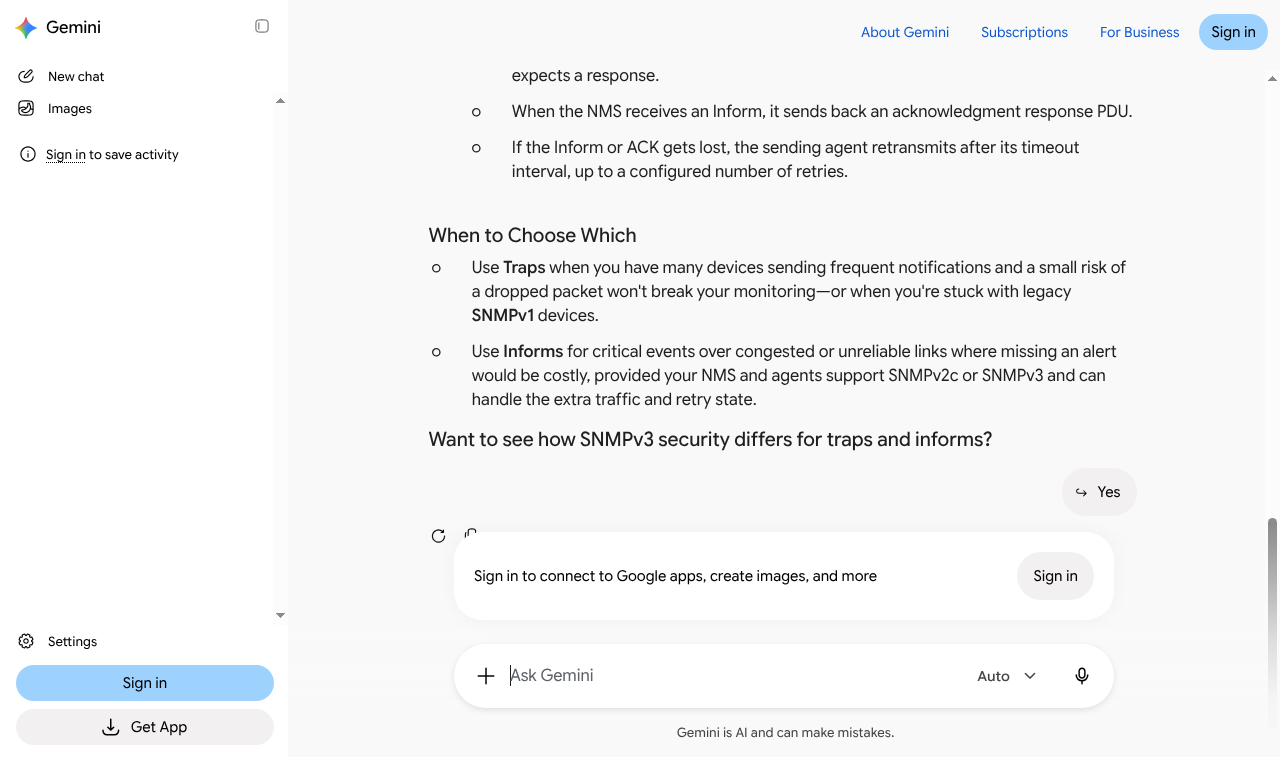 Gemini
New chat
Images
Sign in to save activity
Settings
Sign in
Get App
About Gemini
Subscriptions
For Business
Sign in
expects a response.
When the NMS receives an Inform, it sends back an acknowledgment response PDU.
If the Inform or ACK gets lost, the sending agent retransmits after its timeout
interval, up to a configured number of retries.
When to Choose Which
Use Traps when you have many devices sending frequent notifications and a small risk of
a dropped packet won't break your monitoring—or when you're stuck with legacy
SNMPv1 devices.
Use Informs for critical events over congested or unreliable links where missing an alert
would be costly, provided your NMS and agents support SNMPv2c or SNMPv3 and can
handle the extra traffic and retry state.
Want to see how SNMPv3 security differs for traps and informs?
Yes
Sign in to connect to Google apps, create images, and more
Sign in
Ask Gemini
Auto
Gemini is AI and can make mistakes.